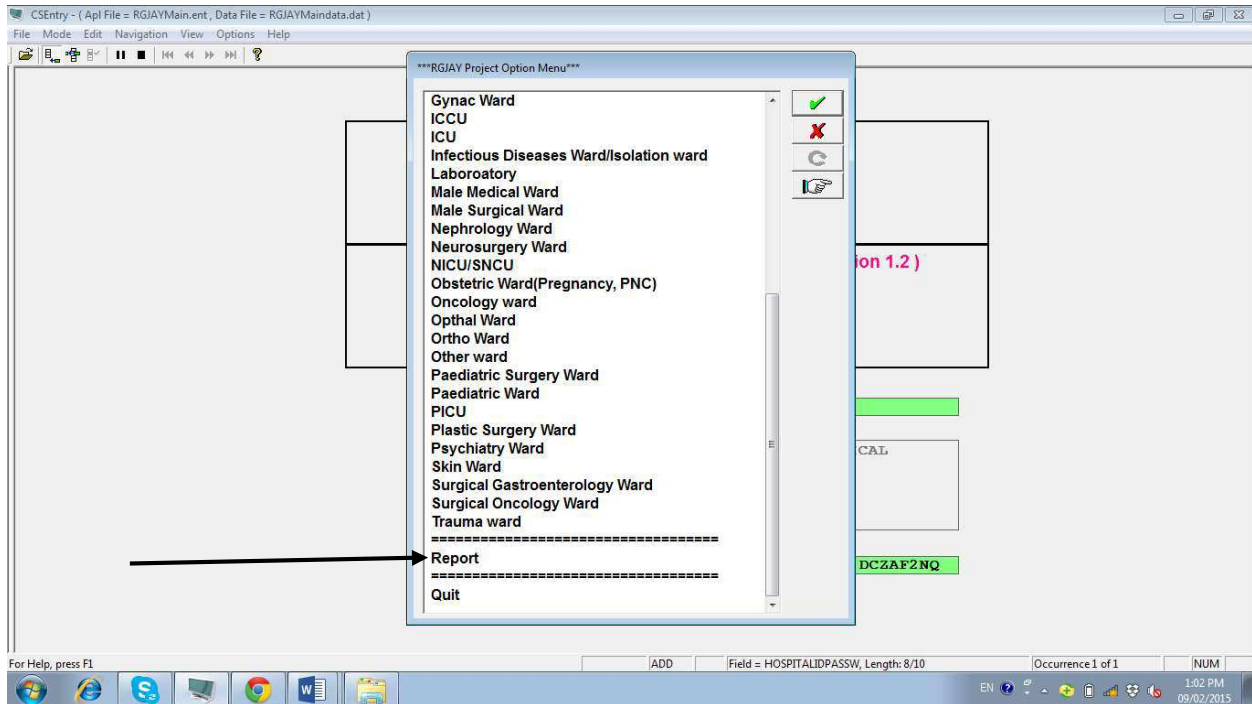 CSEntry - ( Apl File = RGJAYMain.ent , Data File = RGJAYMaindata.dat )
File Mode Edit Navigation View Options Help
***RGJAY Project Option Menu***
Gynac Ward
ICCU
ICU
Infectious Diseases Ward/Isolation ward
Laboroatory
Male Medical Ward
Male Surgical Ward
Nephrology Ward
Neurosurgery Ward
NICU/SNCU
Obstetric Ward(Pregnancy, PNC)
Oncology ward
Opthal Ward
Ortho Ward
Other ward
Paediatric Surgery Ward
Paediatric Ward
PICU
Plastic Surgery Ward
Psychiatry Ward
Skin Ward
Surgical Gastroenterology Ward
Surgical Oncology Ward
Trauma ward
===================================
Report
===================================
Quit
ion 1.2 )
CAL
DCZAF2NQ
For Help, press F1
ADD
Field = HOSPITALIDPASSW, Length: 8/10
Occurrence 1 of 1
NUM
EN
1:02 PM
09/02/2015